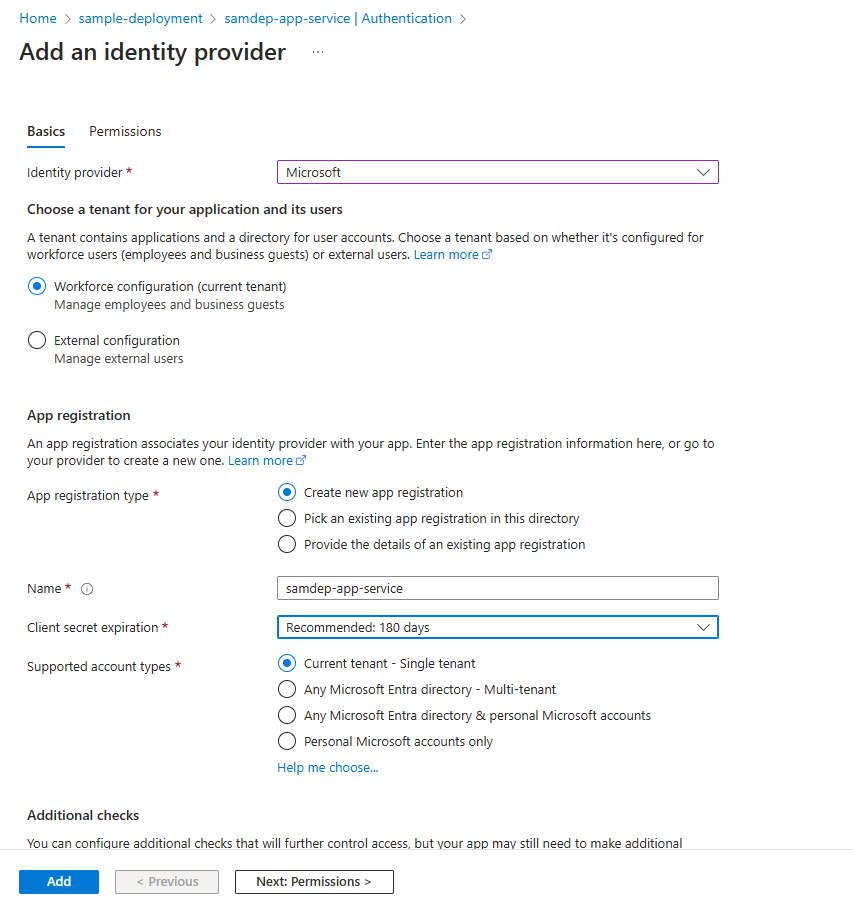 Home > sample-deployment > samdep-app-service | Authentication >
Add an identity provider ...
Basics Permissions
Identity provider * Microsoft
Choose a tenant for your application and its users
A tenant contains applications and a directory for user accounts. Choose a tenant based on whether it's configured for
workforce users (employees and business guests) or external users. Learn more
Workforce configuration (current tenant)
Manage employees and business guests
External configuration
Manage external users
App registration
An app registration associates your identity provider with your app. Enter the app registration information here, or go to
your provider to create a new one. Learn more
App registration type * Create new app registration
Pick an existing app registration in this directory
Provide the details of an existing app registration
Name * samdep-app-service
Client secret expiration * Recommended: 180 days
Supported account types * Current tenant - Single tenant
Any Microsoft Entra directory - Multi-tenant
Any Microsoft Entra directory & personal Microsoft accounts
Personal Microsoft accounts only
Help me choose...
Additional checks
You can configure additional checks that will further control access, but your app may still need to make additional
Add < Previous Next: Permissions >